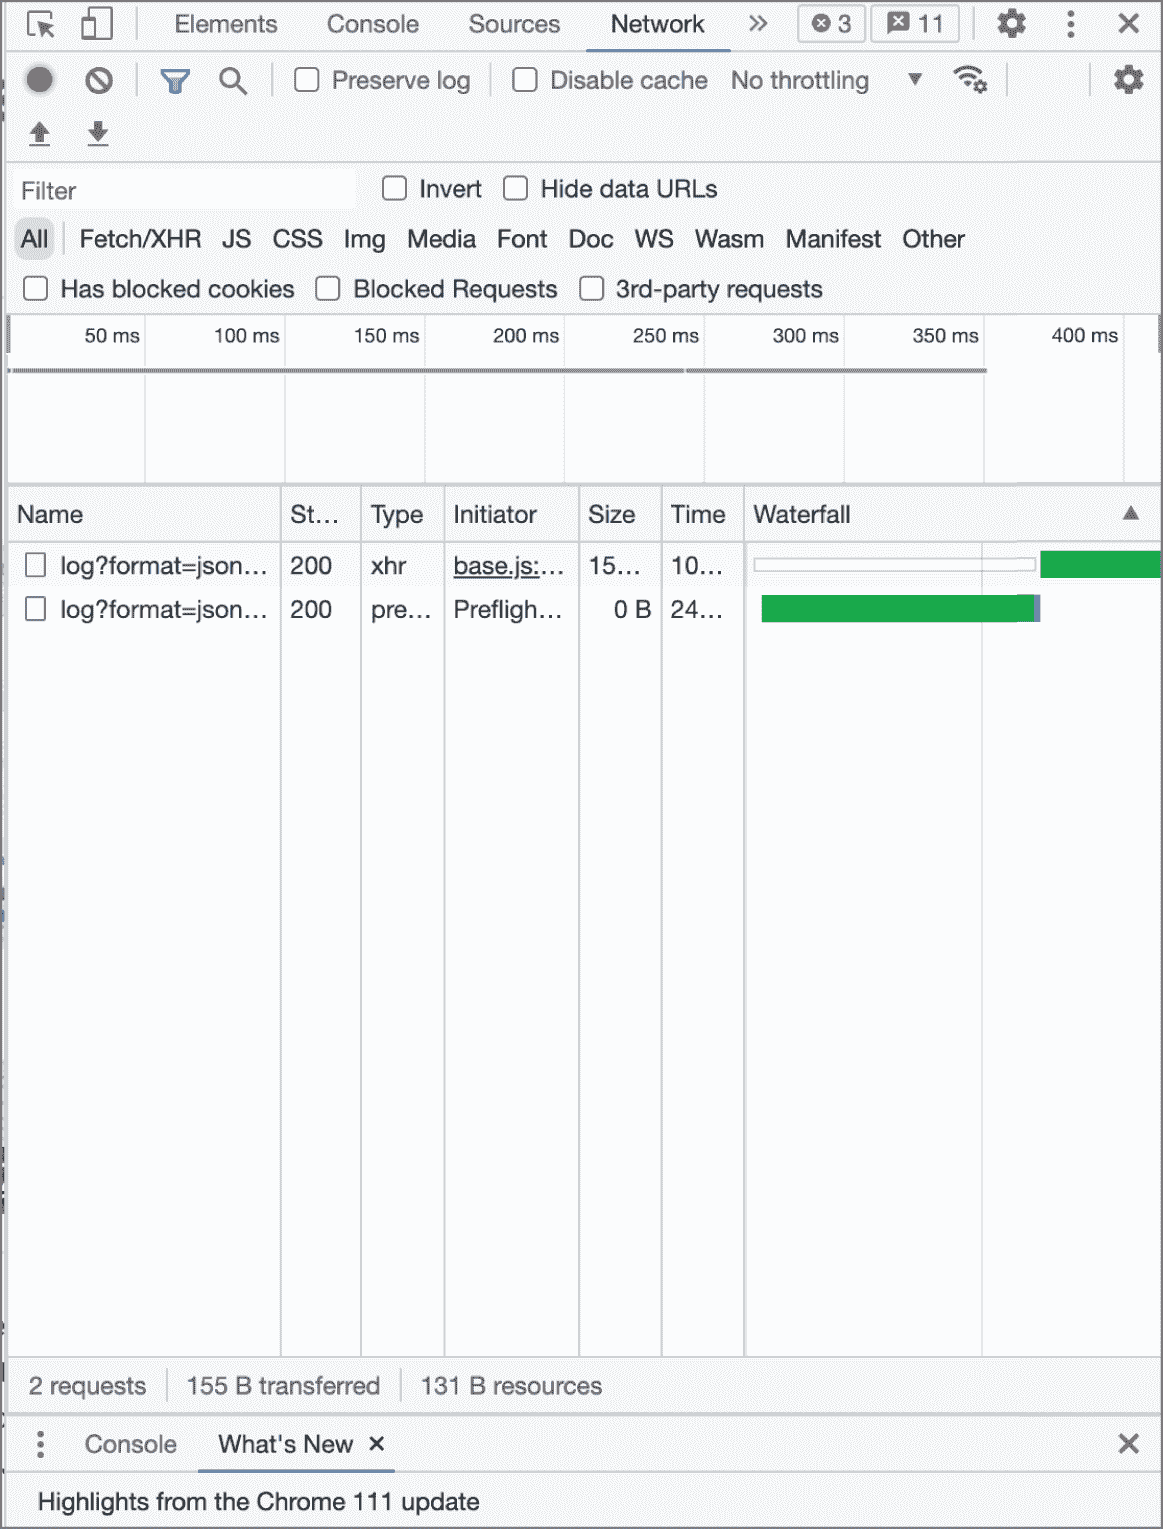 Elements Console Sources Network 3 11
Preserve log Disable cache No throttling
Filter Invert Hide data URLs
All Fetch/XHR JS CSS Img Media Font Doc WS Wasm Manifest Other
Has blocked cookies Blocked Requests 3rd-party requests
50 ms 100 ms 150 ms 200 ms 250 ms 300 ms 350 ms 400 ms
Name St... Type Initiator Size Time Waterfall
log?format=json... 200 xhr base.js:... 15... 10...
log?format=json... 200 pre... Prefligh... 0 B 24...
2 requests 155 B transferred 131 B resources
Console What's New
Highlights from the Chrome 111 update